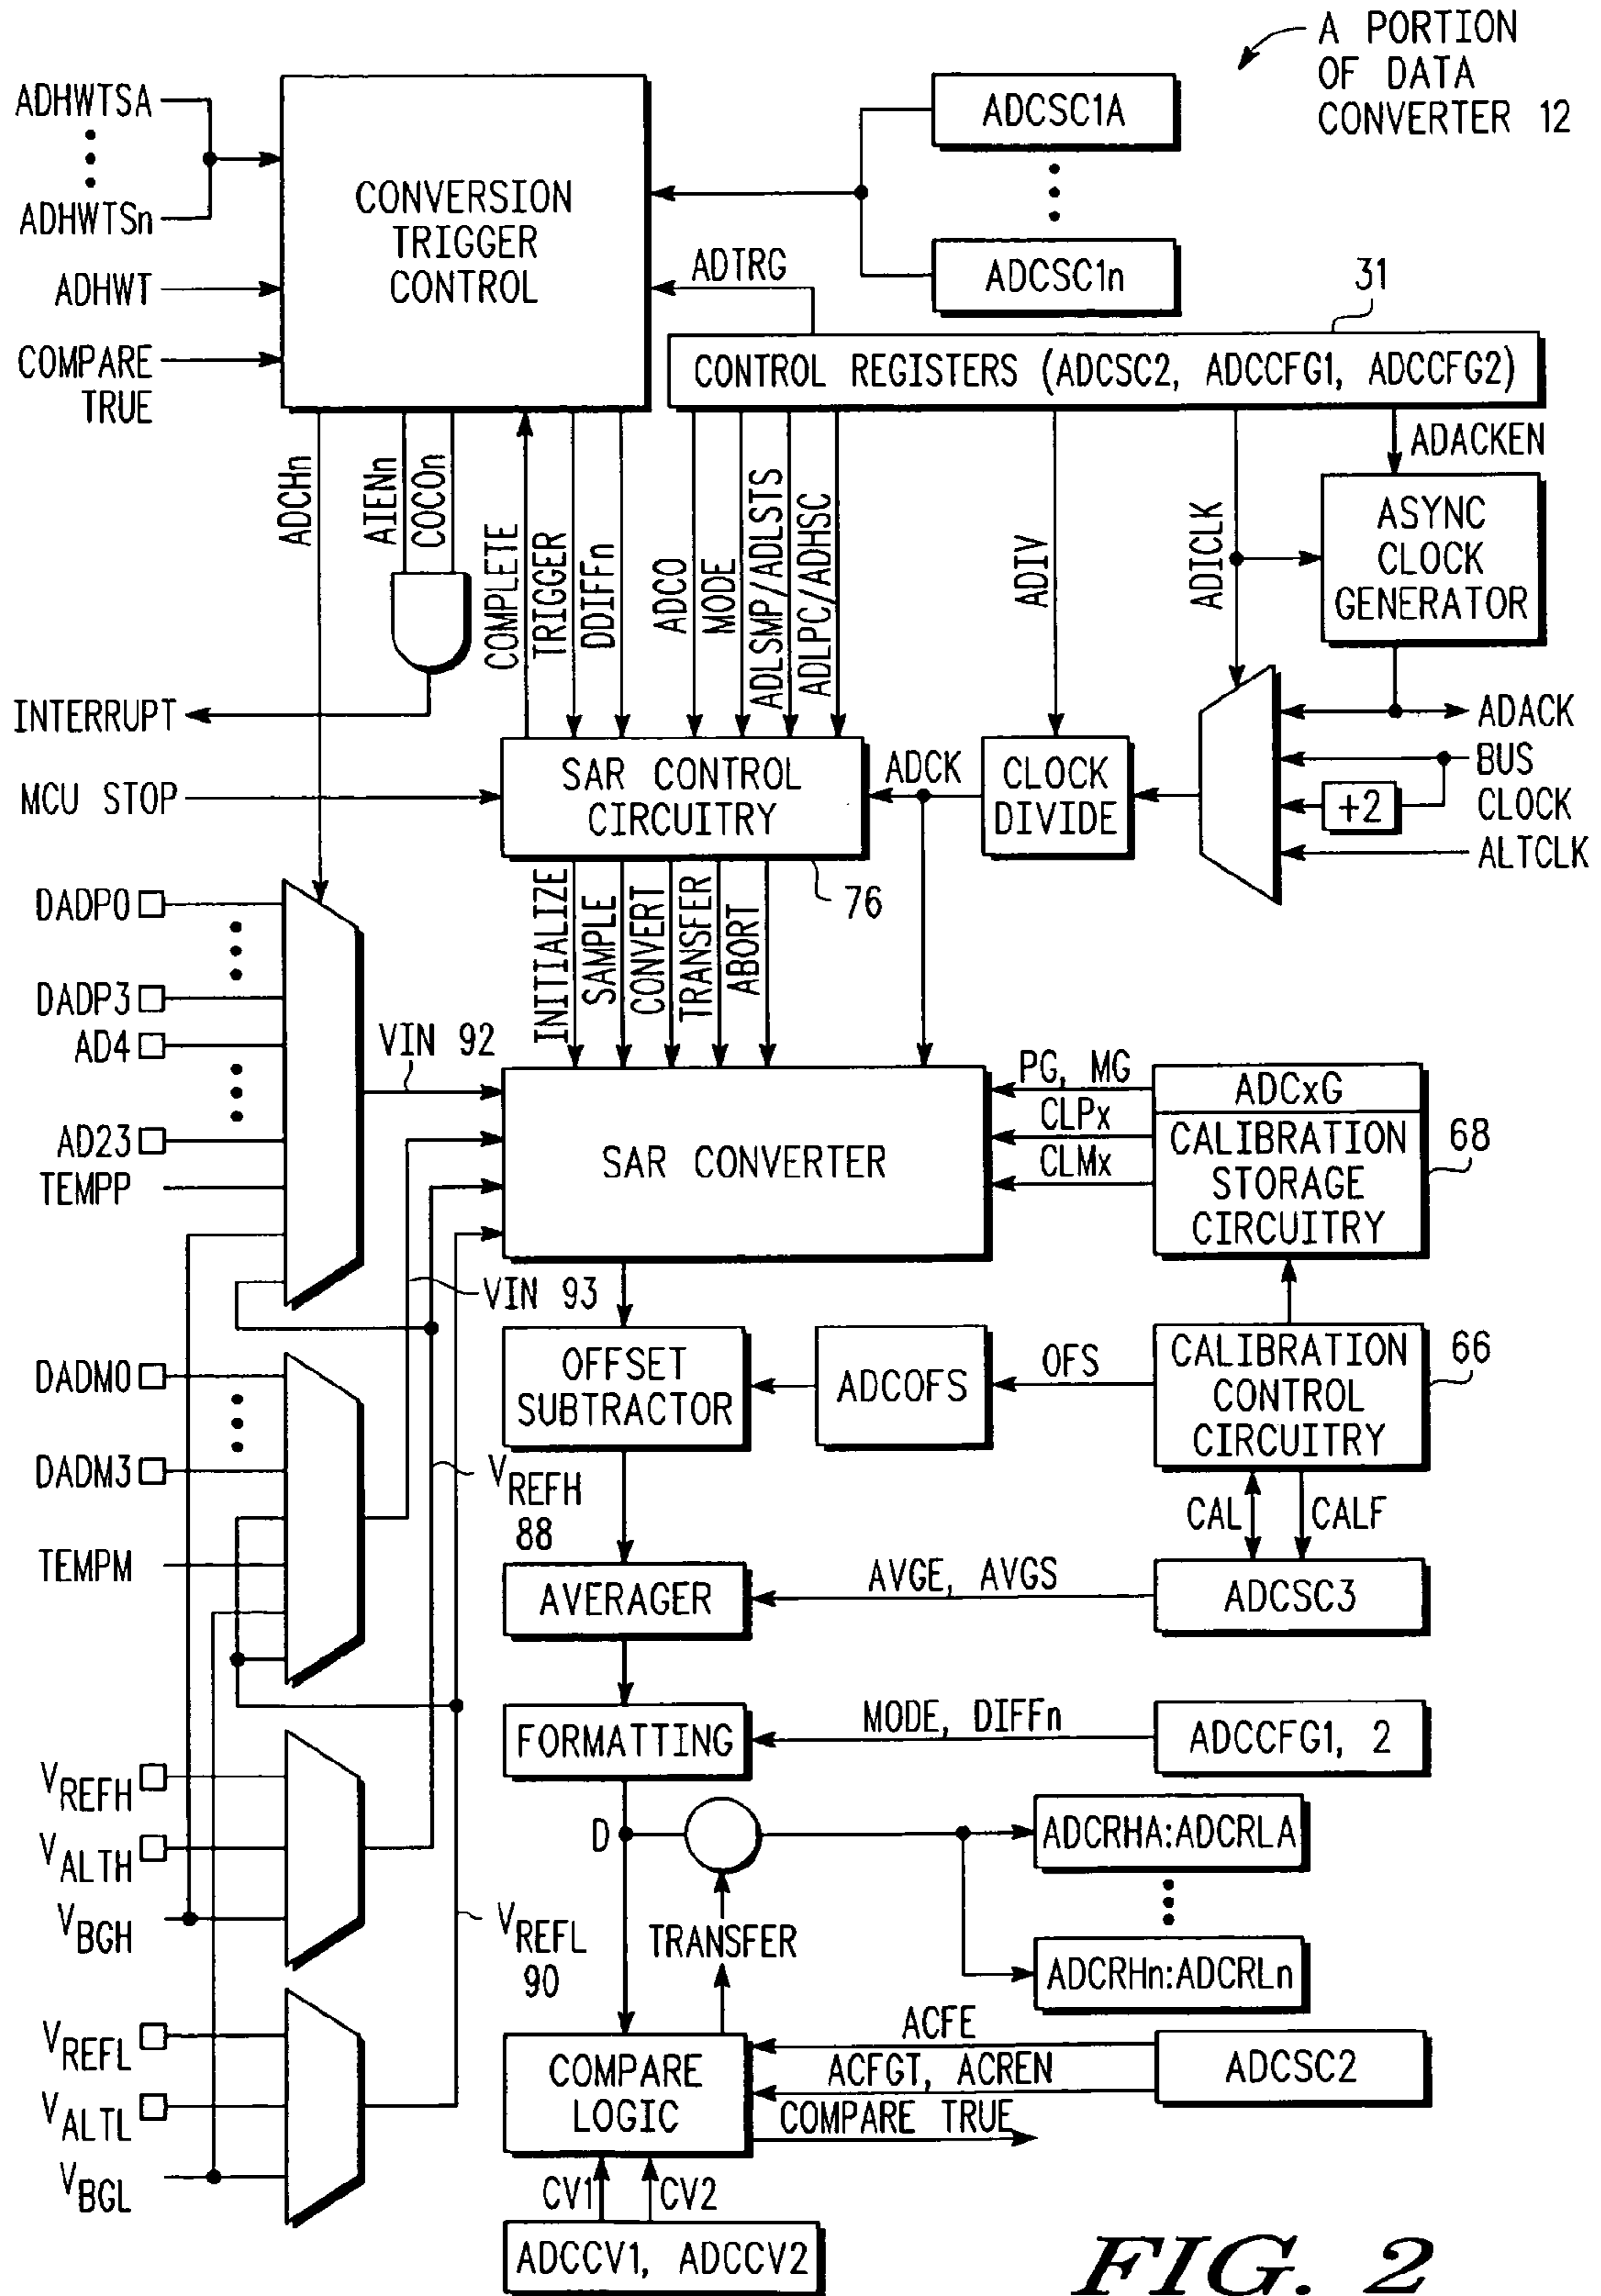 A PORTION
OF DATA
CONVERTER 12
ADHWTSA
ADHWTSn
ADHWT
COMPARE
TRUE
CONVERSION
TRIGGER
CONTROL
ADCSC1A
ADCSC1n
ADTRG
31
CONTROL REGISTERS (ADCSC2, ADCCFG1, ADCCFG2)
ADCHn
AIENn
COCOn
COMPLETE
TRIGGER
DDIFFn
ADCO
MODE
ADLSMP/ADLSTS
ADLPC/ADHSC
ADIV
ADICLK
ADACKEN
ASYNC
CLOCK
GENERATOR
INTERRUPT
MCU STOP
SAR CONTROL
CIRCUITRY
76
ADCK
CLOCK
DIVIDE
ADACK
BUS
CLOCK
+2
ALTCLK
INITIALIZE
SAMPLE
CONVERT
TRANSFER
ABORT
DADP0
DADP3
AD4
AD23
TEMPP
VIN 92
SAR CONVERTER
PG, MG
CLPx
CLMx
ADCxG
CALIBRATION
STORAGE
CIRCUITRY
68
VIN 93
DADM0
DADM3
TEMPM
OFFSET
SUBTRACTOR
ADCOFS
OFS
CALIBRATION
CONTROL
CIRCUITRY
66
VREFH
88
CAL
CALF
AVERAGER
AVGE, AVGS
ADCSC3
FORMATTING
MODE, DIFFn
ADCCFG1, 2
VREFH
VALTH
VBGH
D
ADCRHA:ADCRLA
TRANSFER
ADCRHn:ADCRLn
VREFL
90
VREFL
VALTL
VBGL
COMPARE
LOGIC
ACFE
ACFGT, ACREN
COMPARE TRUE
ADCSC2
CV1
CV2
ADCCV1, ADCCV2
FIG. 2